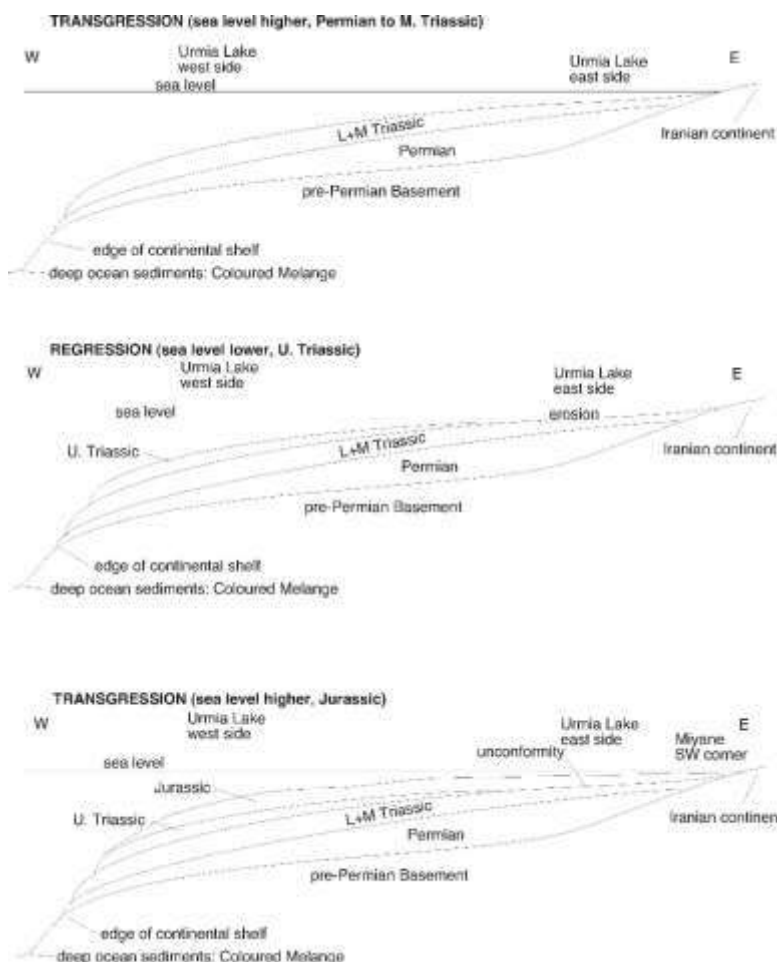 TRANSGRESSION (sea level higher, Permian to M. Triassic)
W
Urmia Lake
west side
Urmia Lake
east side
E
sea level
L+M Triassic
Iranian continent
Permian
pre-Permian Basement
edge of continental shelf
deep ocean sediments: Coloured Melange
REGRESSION (sea level lower, U. Triassic)
W
Urmia Lake
west side
Urmia Lake
east side
E
sea level
erosion
U. Triassic
L+M Triassic
Iranian continent
Permian
pre-Permian Basement
edge of continental shelf
deep ocean sediments: Coloured Melange
TRANSGRESSION (sea level higher, Jurassic)
W
Urmia Lake
west side
Urmia Lake
east side
E
unconformity
Miyane
SW corner
sea level
Jurassic
U. Triassic
L+M Triassic
Iranian continen
Permian
pre-Permian Basement
edge of continental shelf
deep ocean sediments: Coloured Melange